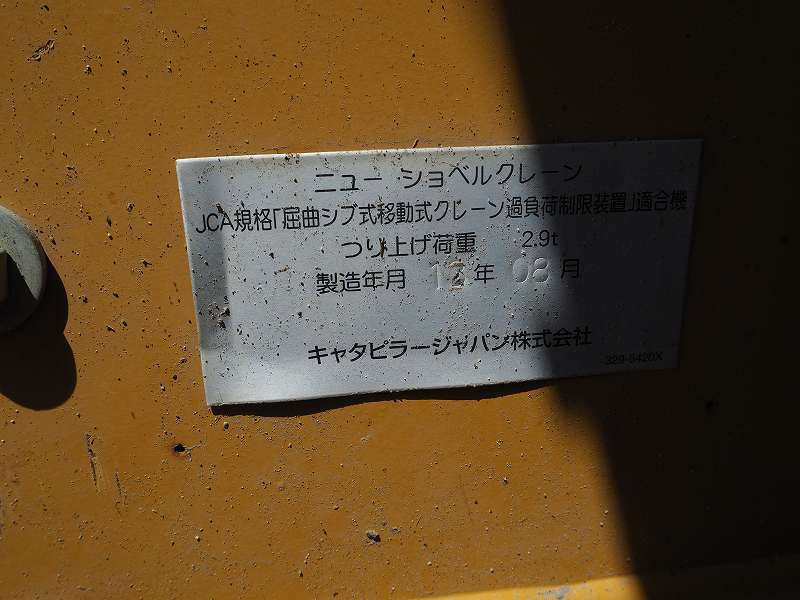 ニュー ショベルクレーン
JCA規格「屈曲ジブ式移動式クレーン過負荷制限装置」適合機
つり上げ荷重 2.9t
製造年月 12年 08月
キャタピラージャパン株式会社
329-8420X